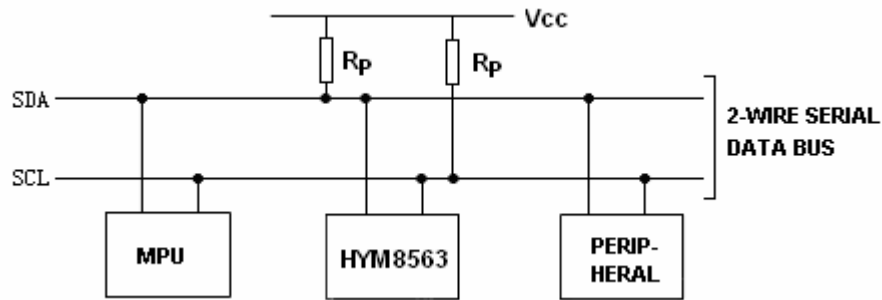 Vcc
Rp
Rp
SDA
2-WIRE SERIAL
DATA BUS
SCL
MPU
HYM8563
PERIP-
HERAL